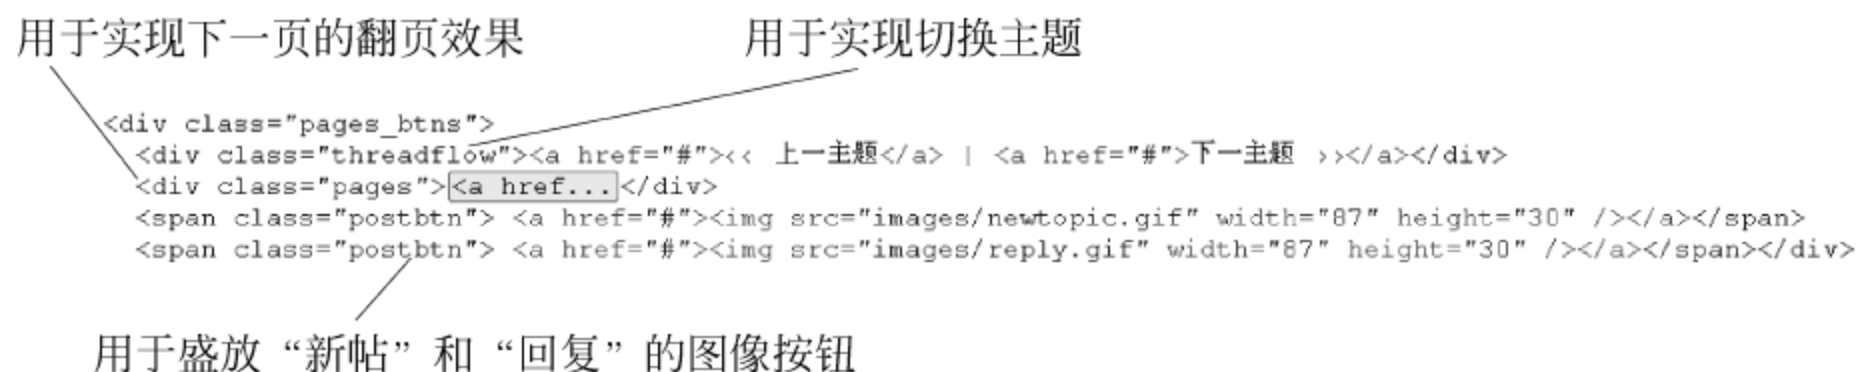 用于实现下一页的翻页效果
用于实现切换主题
<div class="pages_btns">
<div class="threadflow"><a href="#">‹‹ 上一主题</a> | <a href="#">下一主题 ››</a></div>
<div class="pages"><a href...</div>
<span class="postbtn"> <a href="#"><img src="images/newtopic.gif" width="87" height="30" /></a></span>
<span class="postbtn"> <a href="#"><img src="images/reply.gif" width="87" height="30" /></a></span></div>
用于盛放“新帖”和“回复”的图像按钮